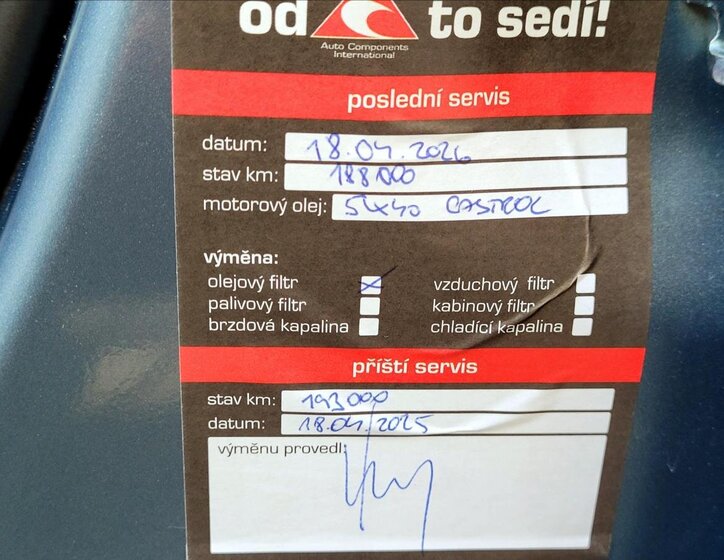 od to sedí!
Auto Components
International
poslední servis
datum: 18.04.2024
stav km: 188000
motorový olej: 5W40 CASTROL
výměna:
olejový filtr vzduchový filtr
palivový filtr kabinový filtr
brzdová kapalina chladící kapalina
příští servis
stav km: 193000
datum: 18.04.2025
výměnu provedl: